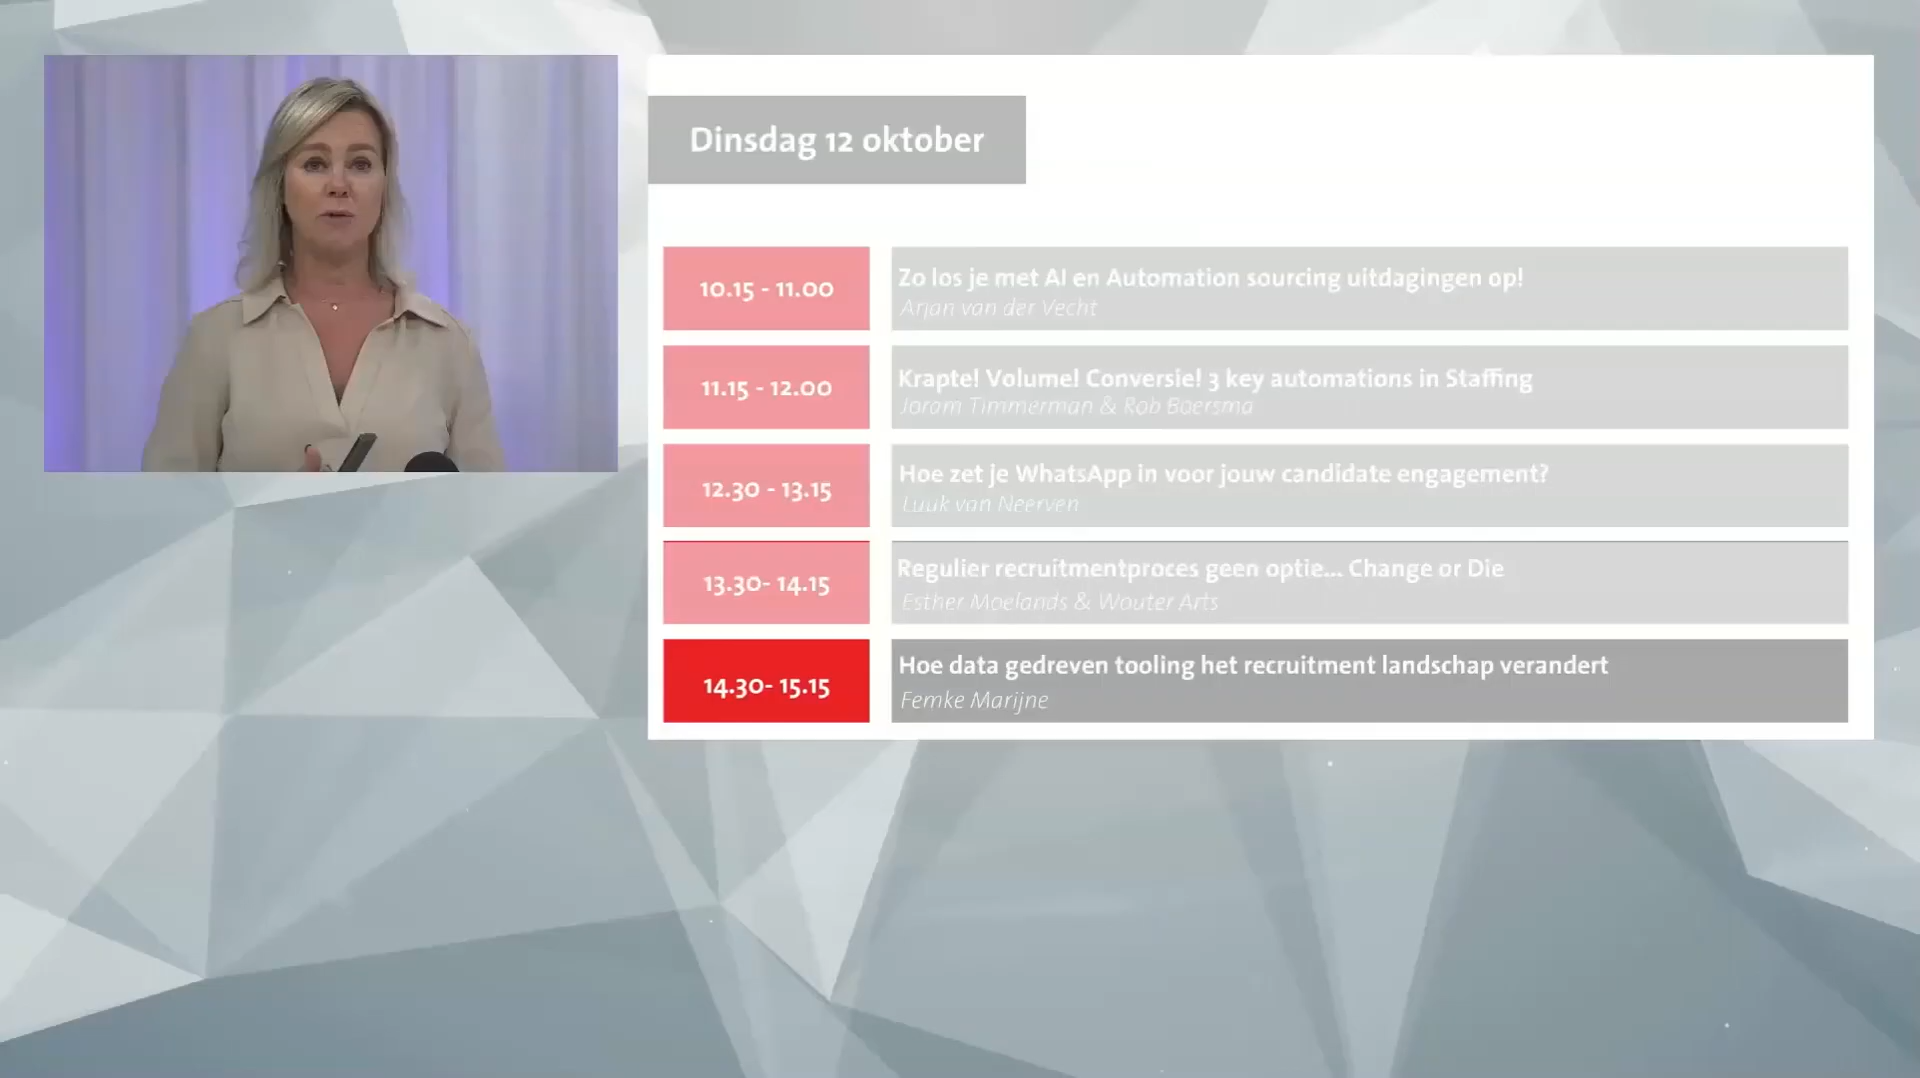 Dinsdag 12 oktober
10.15 - 11.00
Zo los je met AI en Automation sourcing uitdagingen op!
Arjan van der Vecht
11.15 - 12.00
Krapte! Volume! Conversie! 3 key automations in Staffing
Joram Timmerman & Rob Boersma
12.30 - 13.15
Hoe zet je WhatsApp in voor jouw candidate engagement?
Luuk van Neerven
13.30- 14.15
Regulier recruitmentproces geen optie... Change or Die
Esther Moelands & Wouter Arts
14.30- 15.15
Hoe data gedreven tooling het recruitment landschap verandert
Femke Marijne